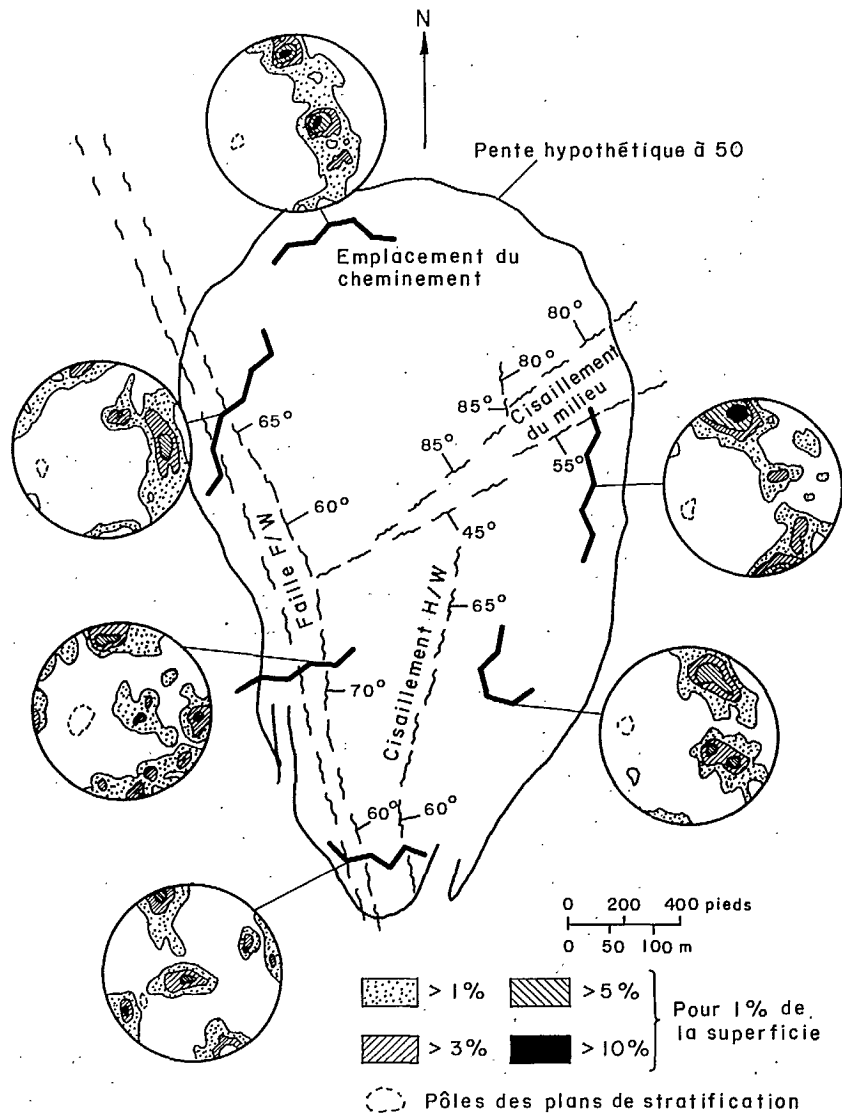 N
Pente hypothétique à 50
Emplacement du
cheminement
80°
80°
65°
85°
Cisaillement
du milieu
85°
55°
60°
45°
Faille F/W
65°
Cisaillement H/W
70°
60°
60°
0 200 400 pieds
0 50 100 m
> 1% > 5%
> 3% > 10%
Pour 1% de
la superficie
Pôles des plans de stratification